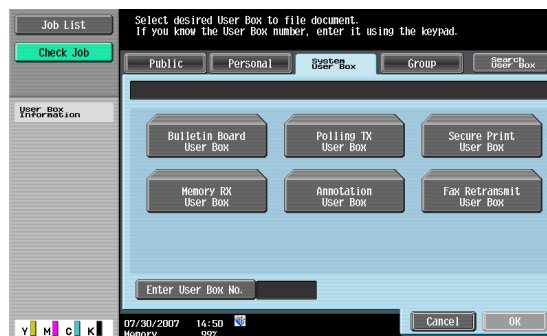 Job List
Check Job
User Box
Information
Select desired User Box to file document.
If you know the User Box number, enter it using the keypad.
Public
Personal
System
User Box
Group
Search
User Box
Bulletin Board
User Box
Polling TX
User Box
Secure Print
User Box
Memory RX
User Box
Annotation
User Box
Fax Retransmit
User Box
Enter User Box No.
Y M C K
07/30/2007 14:50
Memory 99%
Cancel
OK